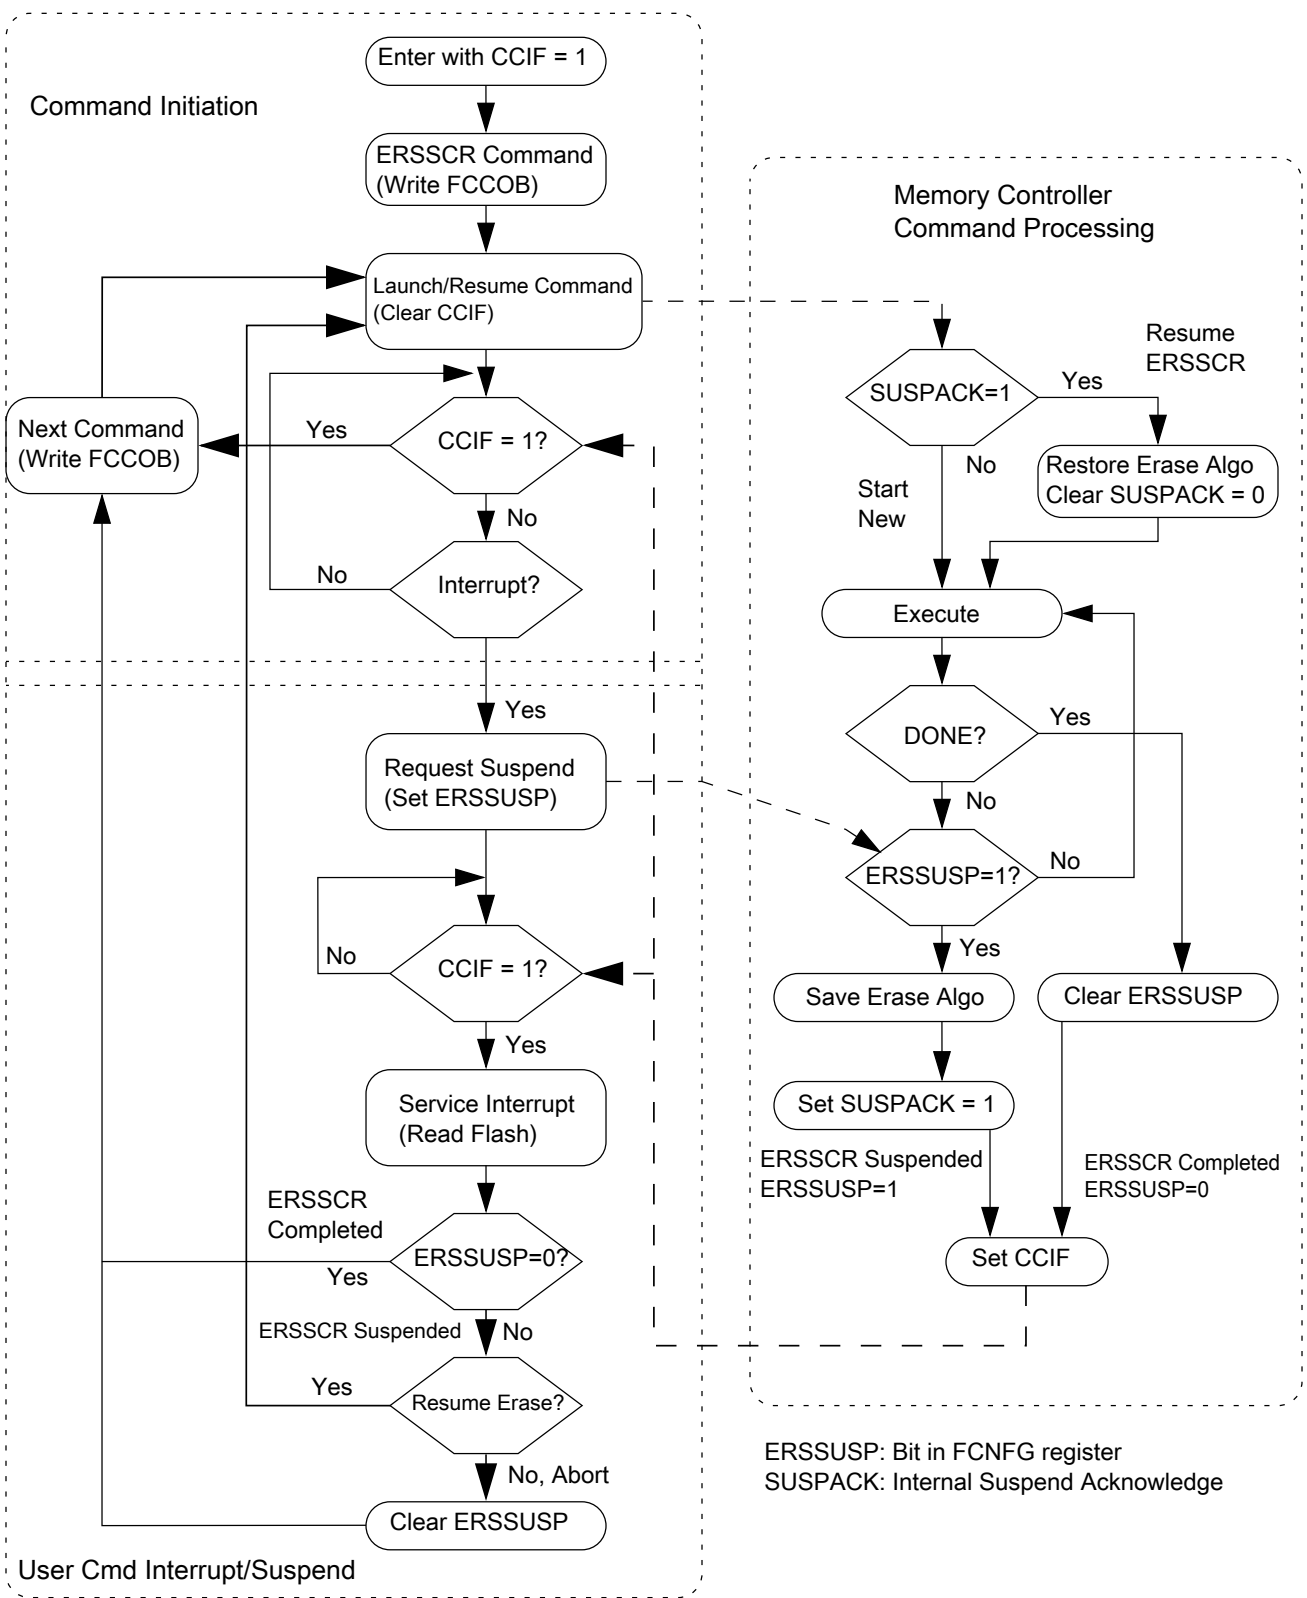 Enter with CCIF = 1
Command Initiation
ERSSCR Command
(Write FCCOB)
Launch/Resume Command
(Clear CCIF)
Next Command
(Write FCCOB)
Yes
CCIF = 1?
No
No
Interrupt?
Yes
Request Suspend
(Set ERSSUSP)
No
CCIF = 1?
Yes
Service Interrupt
(Read Flash)
ERSSCR
Completed
ERSSUSP=0?
Yes
ERSSCR Suspended
No
Yes
Resume Erase?
No, Abort
Clear ERSSUSP
User Cmd Interrupt/Suspend
Memory Controller
Command Processing
Resume
ERSSCR
SUSPACK=1
Yes
No
Restore Erase Algo
Clear SUSPACK = 0
Start
New
Execute
DONE?
Yes
No
ERSSUSP=1?
No
Yes
Save Erase Algo
Clear ERSSUSP
Set SUSPACK = 1
ERSSCR Suspended
ERSSUSP=1
ERSSCR Completed
ERSSUSP=0
Set CCIF
ERSSUSP: Bit in FCNFG register
SUSPACK: Internal Suspend Acknowledge